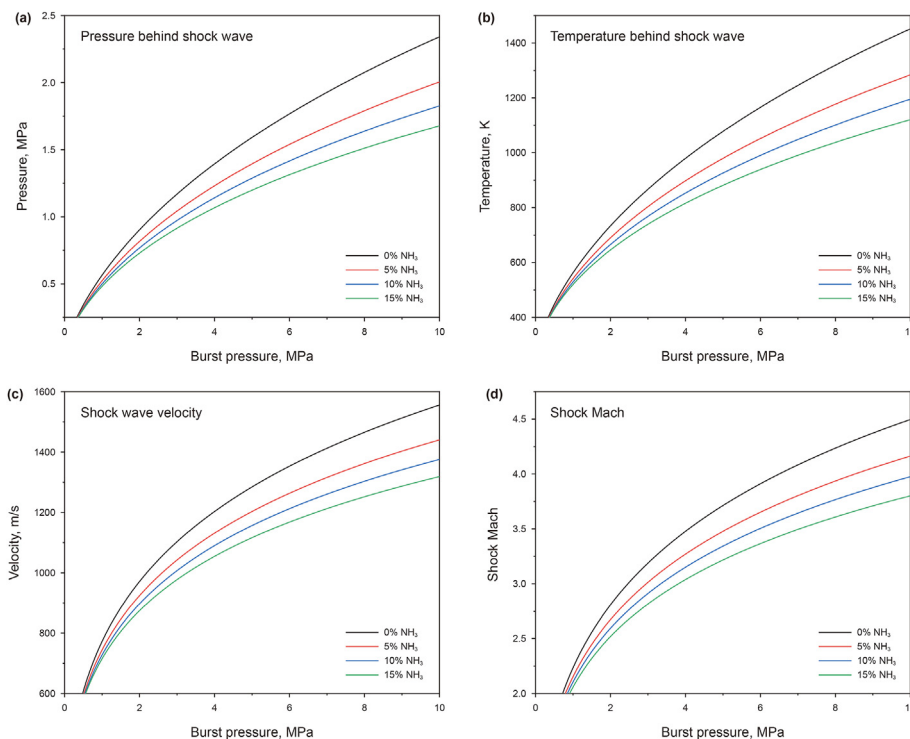 (a)
Pressure behind shock wave
2.5
2.0
1.5
1.0
0.5
0 2 4 6 8 10
Pressure, MPa
Burst pressure, MPa
0% NH₃
5% NH₃
10% NH₃
15% NH₃
(b)
Temperature behind shock wave
1400
1200
1000
800
600
400
0 2 4 6 8 10
Temperature, K
Burst pressure, MPa
0% NH₃
5% NH₃
10% NH₃
15% NH₃
(c)
Shock wave velocity
1600
1400
1200
1000
800
600
0 2 4 6 8 10
Velocity, m/s
Burst pressure, MPa
0% NH₃
5% NH₃
10% NH₃
15% NH₃
(d)
Shock Mach
4.5
4.0
3.5
3.0
2.5
2.0
0 2 4 6 8 10
Shock Mach
Burst pressure, MPa
0% NH₃
5% NH₃
10% NH₃
15% NH₃